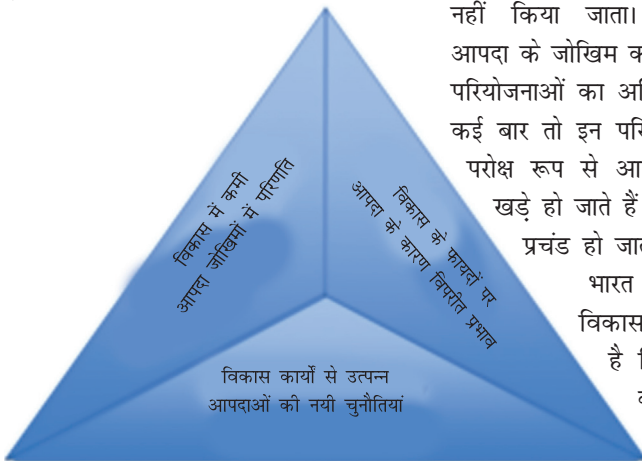 विकास में कमी
आपदा जोखिमों में परिणति
विकास के फायदों पर
आपदा के कारण विपरीत प्रभाव
विकास कार्यों से उत्पन्न
आपदाओं की नयी चुनौतियां
नहीं किया जाता।
आपदा के जोखिम
परियोजनाओं का
कई बार तो इन
परोक्ष रूप से
खड़े हो जाते हैं
प्रचंड हो
भारत
विकास
है